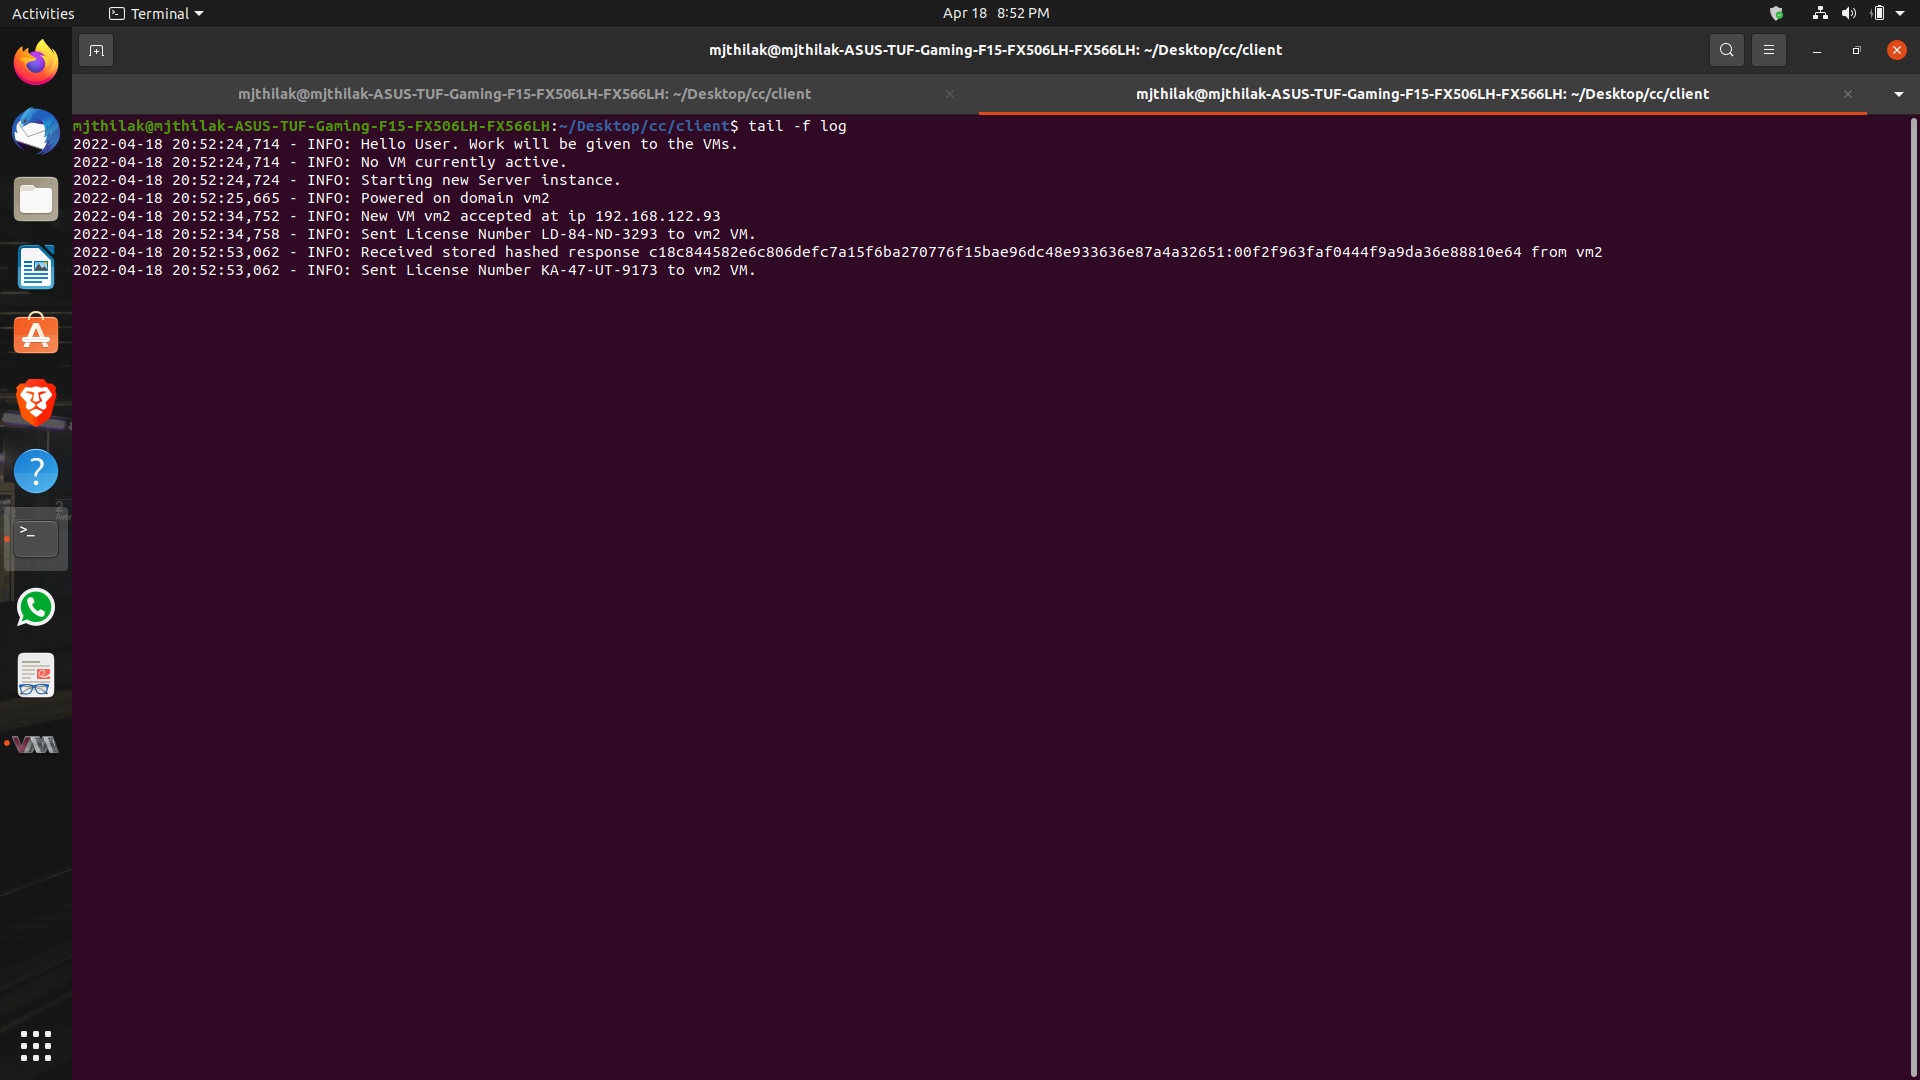 Activities
Terminal
Apr 18 8:52 PM
mjthilak@mjthilak-ASUS-TUF-Gaming-F15-FX506LH-FX566LH: ~/Desktop/cc/client
mjthilak@mjthilak-ASUS-TUF-Gaming-F15-FX506LH-FX566LH: ~/Desktop/cc/client
mjthilak@mjthilak-ASUS-TUF-Gaming-F15-FX506LH-FX566LH: ~/Desktop/cc/client
mjthilak@mjthilak-ASUS-TUF-Gaming-F15-FX506LH-FX566LH:~/Desktop/cc/client$ tail -f log
2022-04-18 20:52:24,714 - INFO: Hello User. Work will be given to the VMs.
2022-04-18 20:52:24,714 - INFO: No VM currently active.
2022-04-18 20:52:24,724 - INFO: Starting new Server instance.
2022-04-18 20:52:25,665 - INFO: Powered on domain vm2
2022-04-18 20:52:34,752 - INFO: New VM vm2 accepted at ip 192.168.122.93
2022-04-18 20:52:34,758 - INFO: Sent License Number LD-84-ND-3293 to vm2 VM.
2022-04-18 20:52:53,062 - INFO: Received stored hashed response c18c844582e6c806defc7a15f6ba270776f15bae96dc48e933636e87a4a32651:00f2f963faf0444f9a9da36e88810e64 from vm2
2022-04-18 20:52:53,062 - INFO: Sent License Number KA-47-UT-9173 to vm2 VM.